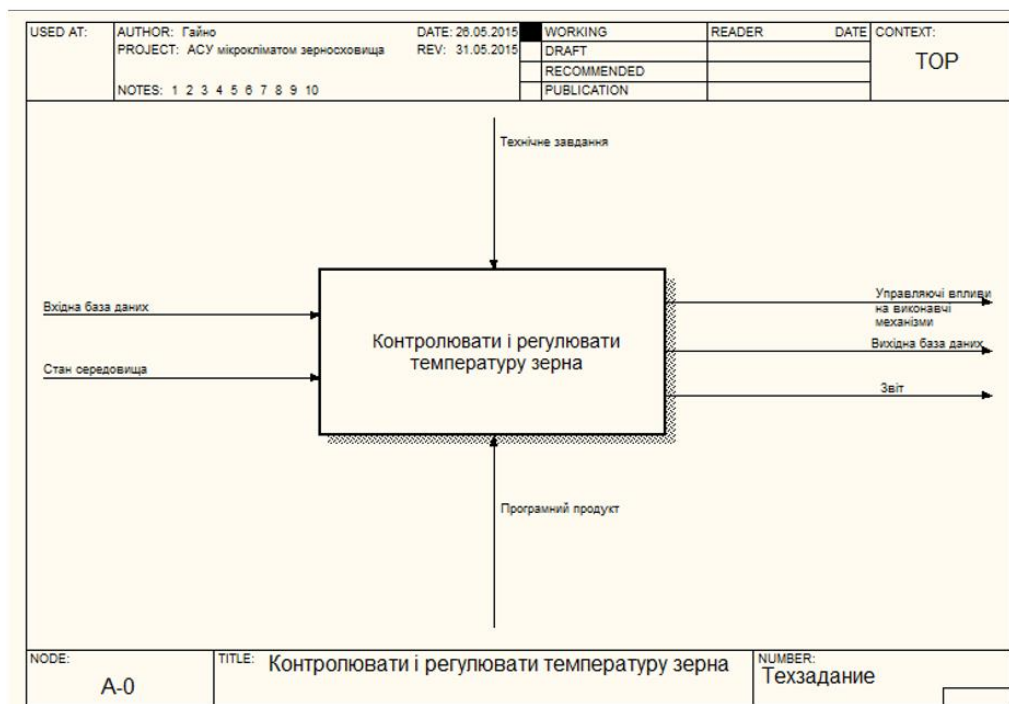 USED AT:
AUTHOR: Гайно
DATE: 26.05.2015
WORKING
READER
DATE
CONTEXT:
PROJECT: АСУ мікрокліматом зерносховища
REV: 31.05.2015
DRAFT
TOP
RECOMMENDED
NOTES: 1 2 3 4 5 6 7 8 9 10
PUBLICATION
Технічне завдання
Вхідна база даних
Стан середовища
Контролювати і регулювати
температуру зерна
Управляючі впливи
на виконавчі
механізми
Вихідна база даних
Звіт
Програмний продукт
NODE:
A-0
TITLE: Контролювати і регулювати температуру зерна
NUMBER:
Техзадание